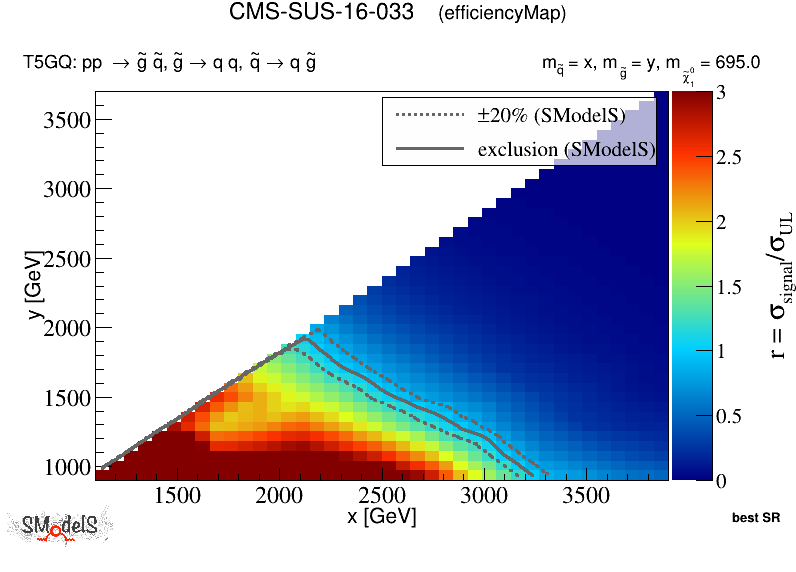 CMS-SUS-16-033 (efficiencyMap)
T5GQ: pp → g̃ q̃, g̃ → q q, q̃ → q g̃
m_q̃ = x, m_g̃ = y, m_χ̃₁⁰ = 695.0
±20% (SModelS)
exclusion (SModelS)
3500
3000
2500
2000
1500
1000
y [GeV]
1500 2000 2500 3000 3500
x [GeV]
3
2.5
2
1.5
1
0.5
0
r = σ_signal/σ_UL
SModelS
best SR